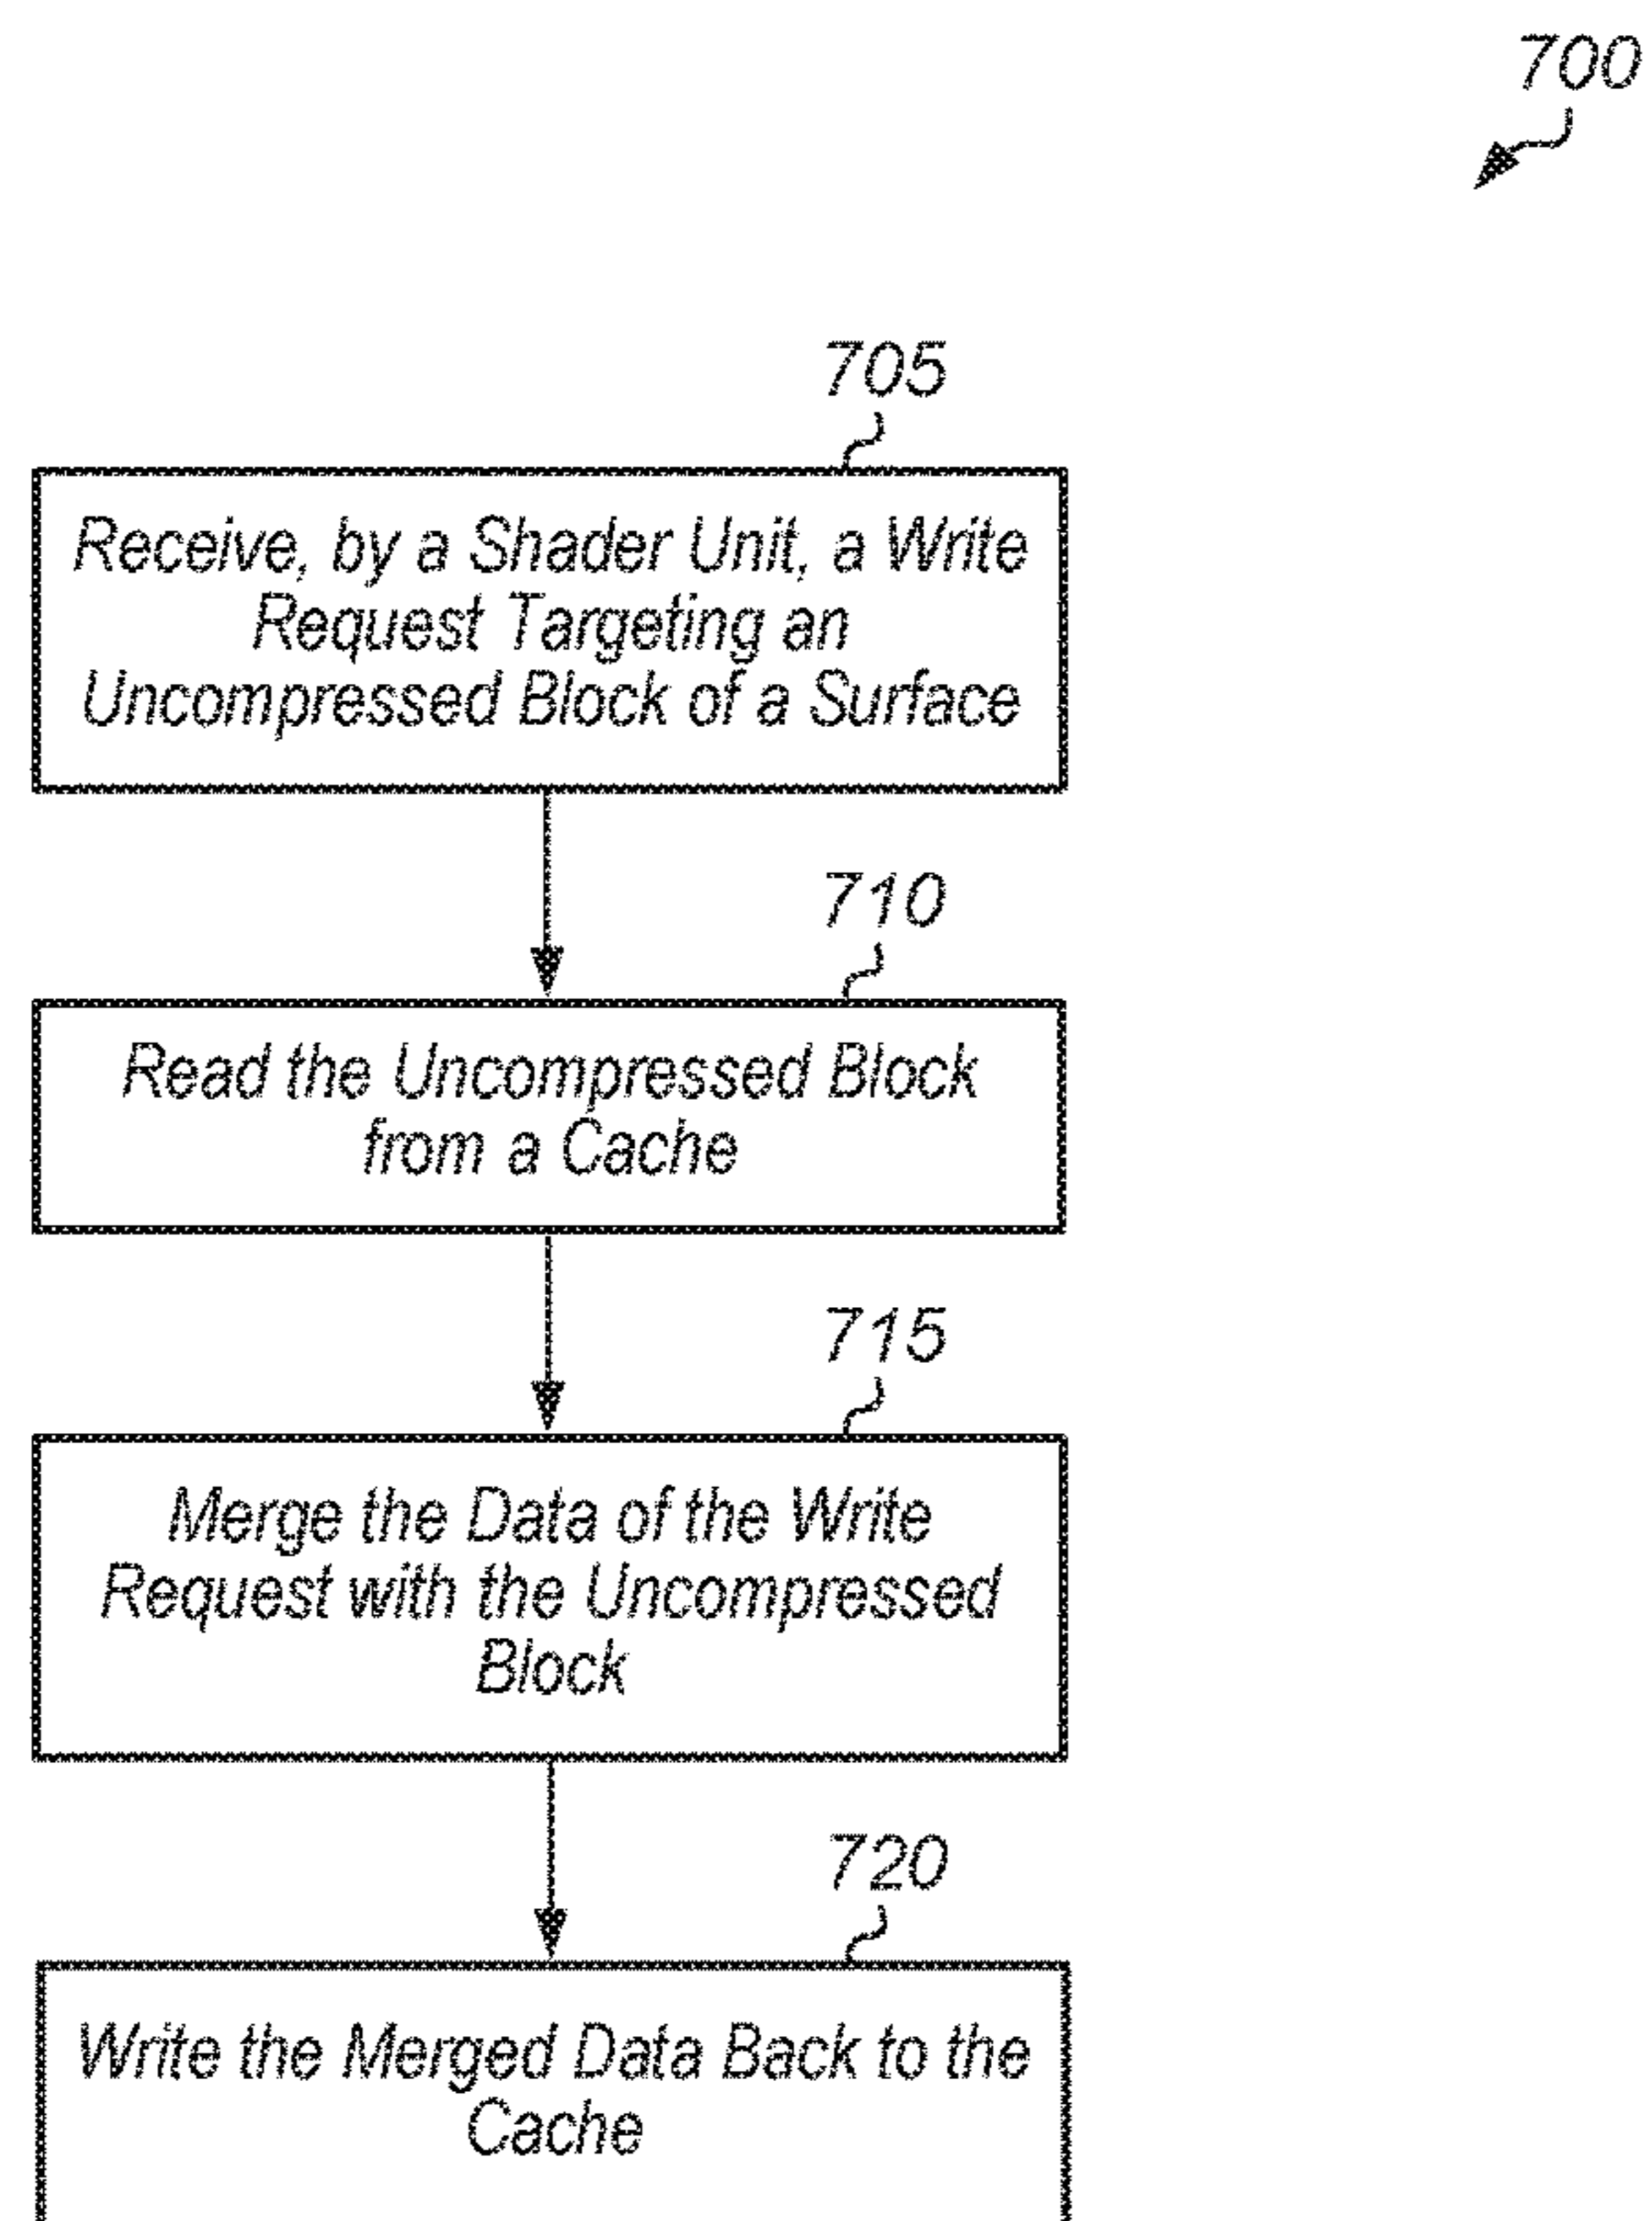 700
705
Receive, by a Shader Unit, a Write
Request Targeting an
Uncompressed Block of a Surface
710
Read the Uncompressed Block
from a Cache
715
Merge the Data of the Write
Request with the Uncompressed
Block
720
Write the Merged Data Back to the
Cache